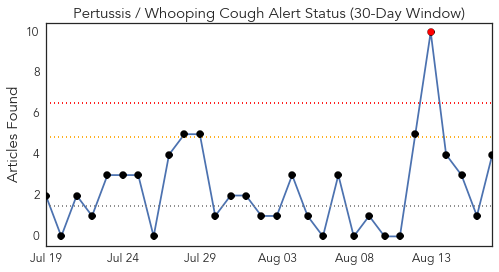 Pertussis / Whooping Cough Alert Status (30-Day Window)
Articles Found
10
8
6
4
2
0
Jul 19 Jul 24 Jul 29 Aug 03 Aug 08 Aug 13